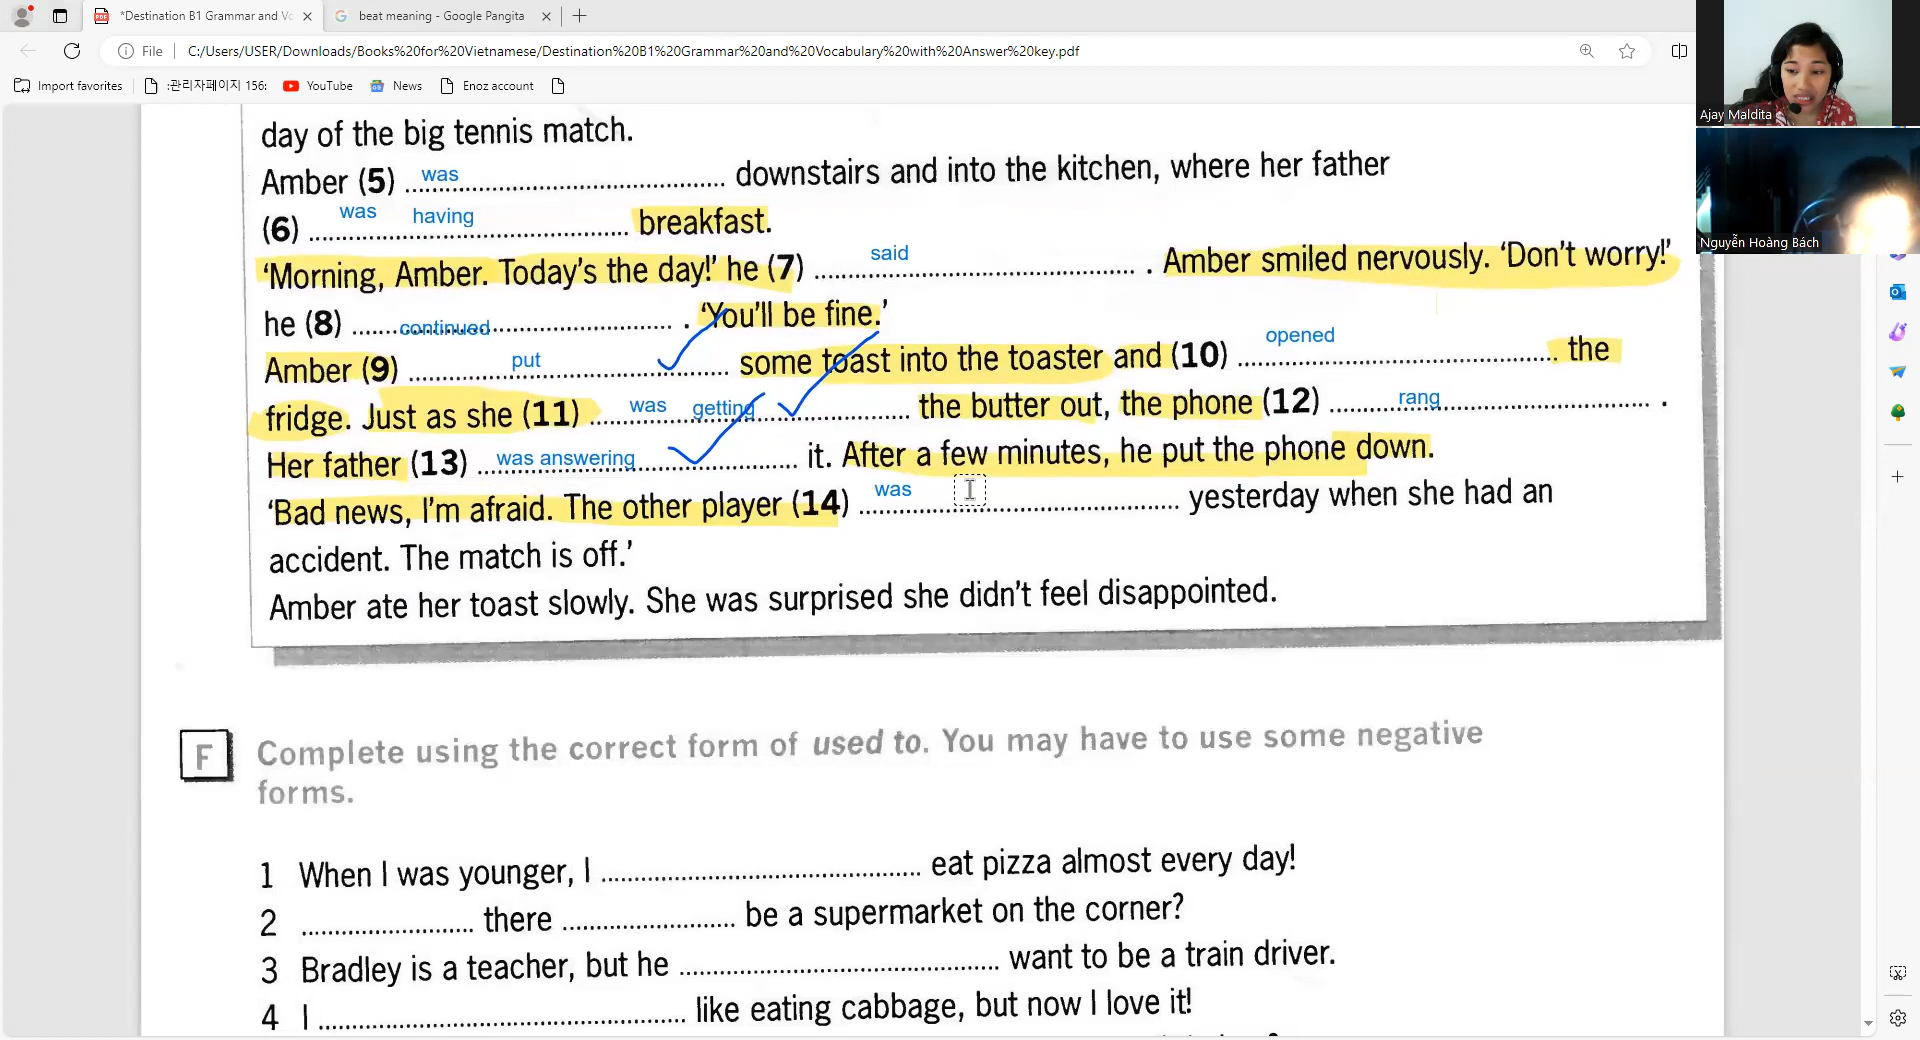 *Destination B1 Grammar and Vo
beat meaning - Google Pangita
File
C:/Users/USER/Downloads/Books%20for%20Vietnamese/Destination%20B1%20Grammar%20and%20Vocabulary%20with%20Answer%20key.pdf
Import favorites
:관리자페이지 156:
YouTube
News
Enoz account
Ajay Maldita
Nguyễn Hoàng Bách
day of the big tennis match.
Amber (5) was downstairs and into the kitchen, where her father
(6) was having breakfast.
‘Morning, Amber. Today's the day!’ he (7) said . Amber smiled nervously. ‘Don't worry!’
he (8) continued . ‘You'll be fine.’
Amber (9) put some toast into the toaster and (10) opened the
fridge. Just as she (11) was getting the butter out, the phone (12) rang .
Her father (13) was answering it. After a few minutes, he put the phone down.
‘Bad news, I'm afraid. The other player (14) was yesterday when she had an
accident. The match is off.’
Amber ate her toast slowly. She was surprised she didn't feel disappointed.
F Complete using the correct form of used to. You may have to use some negative
forms.
1 When I was younger, I eat pizza almost every day!
2 there be a supermarket on the corner?
3 Bradley is a teacher, but he want to be a train driver.
4 I like eating cabbage, but now I love it!